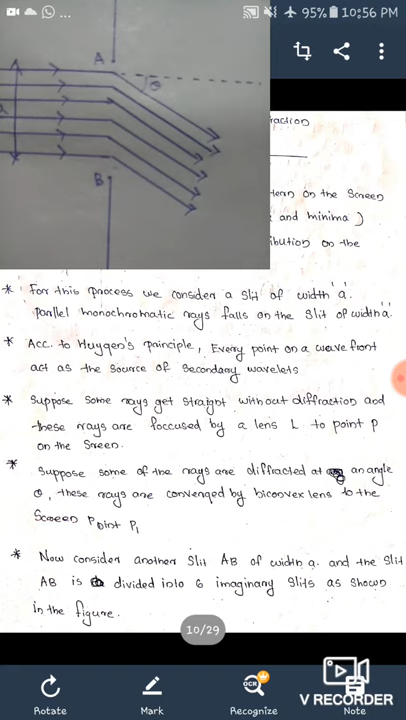 95% 10:56 PM
A
θ
B
raction
tern on the Screen
and minima )
ibution on the
* For this process we consider a slit of width 'a'.
parallel monochromatic rays falls on the slit of width 'a'.
* Acc. to Huygen's principle, Every point on a wave front
act as the source of secondary wavelets
* Suppose some rays get straight without diffraction and
these rays are foccused by a lens L to point p
on the Screen.
* Suppose some of the rays are diffracted at an angle
θ, these rays are converged by biconvex lens to the
Screen Point P1
* Now consider another slit AB of width a. and the slit
AB is divided into 6 imaginary slits as shown
in the figure.
10/29
OCR
V RECORDER
Rotate Mark Recognize Note